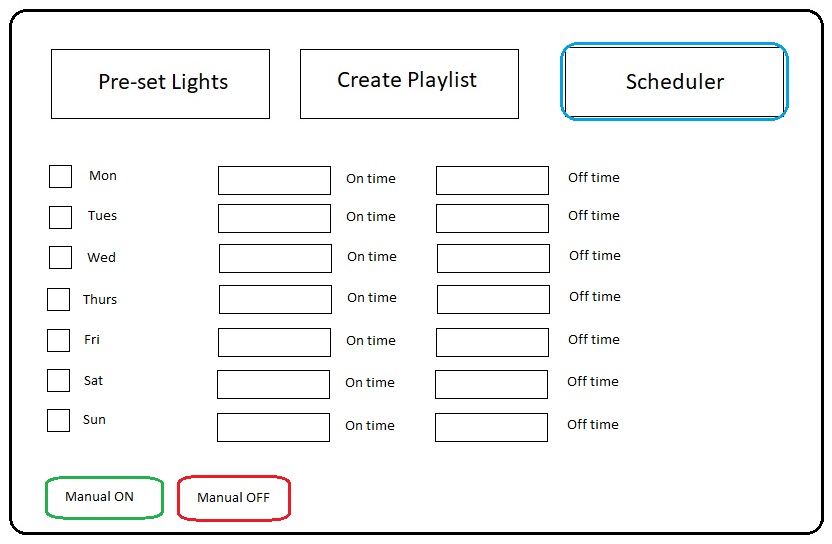 Pre-set Lights Create Playlist Scheduler
Mon On time Off time
Tues On time Off time
Wed On time Off time
Thurs On time Off time
Fri On time Off time
Sat On time Off time
Sun On time Off time
Manual ON Manual OFF